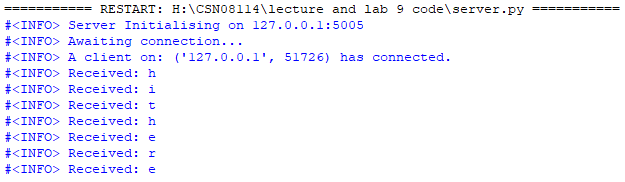 =========== RESTART: H:\CSN08114\lecture and lab 9 code\server.py ===========
#<INFO> Server Initialising on 127.0.0.1:5005
#<INFO> Awaiting connection...
#<INFO> A client on: ('127.0.0.1', 51726) has connected.
#<INFO> Received: h
#<INFO> Received: i
#<INFO> Received: t
#<INFO> Received: h
#<INFO> Received: e
#<INFO> Received: r
#<INFO> Received: e